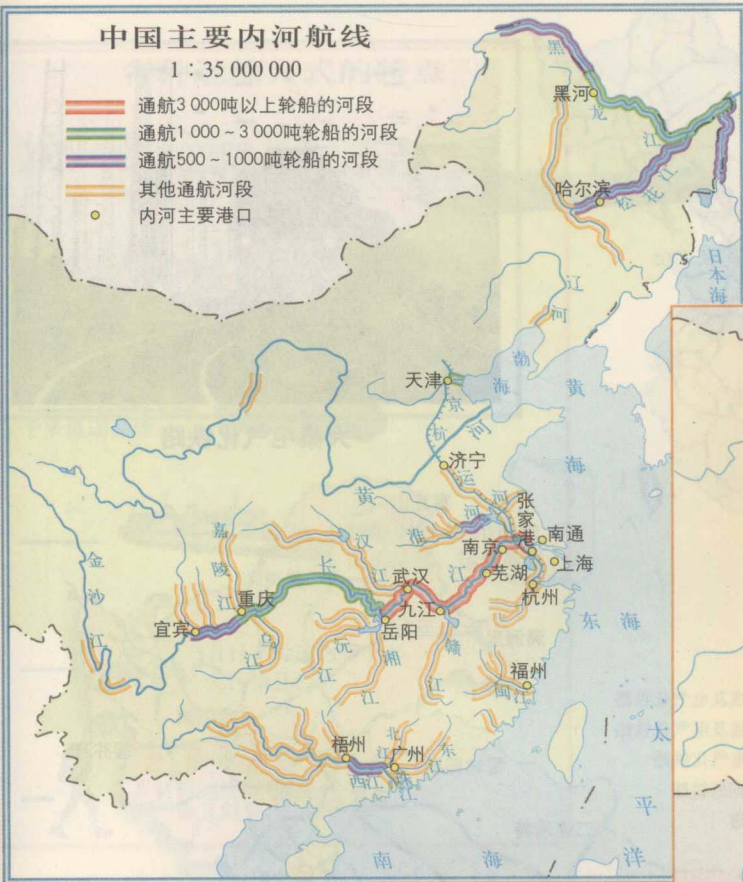 中国主要内河航线
1：35 000 000
通航3 000吨以上轮船的河段
通航1 000~3 000吨轮船的河段
通航500~1000吨轮船的河段
其他通航河段
内河主要港口
黑
龙
江
黑河
哈尔滨
松花江
日本海
辽河
渤海
黄海
天津
京杭运河
济宁
黄河
淮河
张家港
南通
南京
上海
芜湖
杭州
嘉陵江
汉江
长江
武汉
九江
岳阳
重庆
宜宾
金沙江
乌江
沅江
湘江
赣江
闽江
福州
东海
梧州
广州
北江
东江
西江
珠江
太平洋
南海